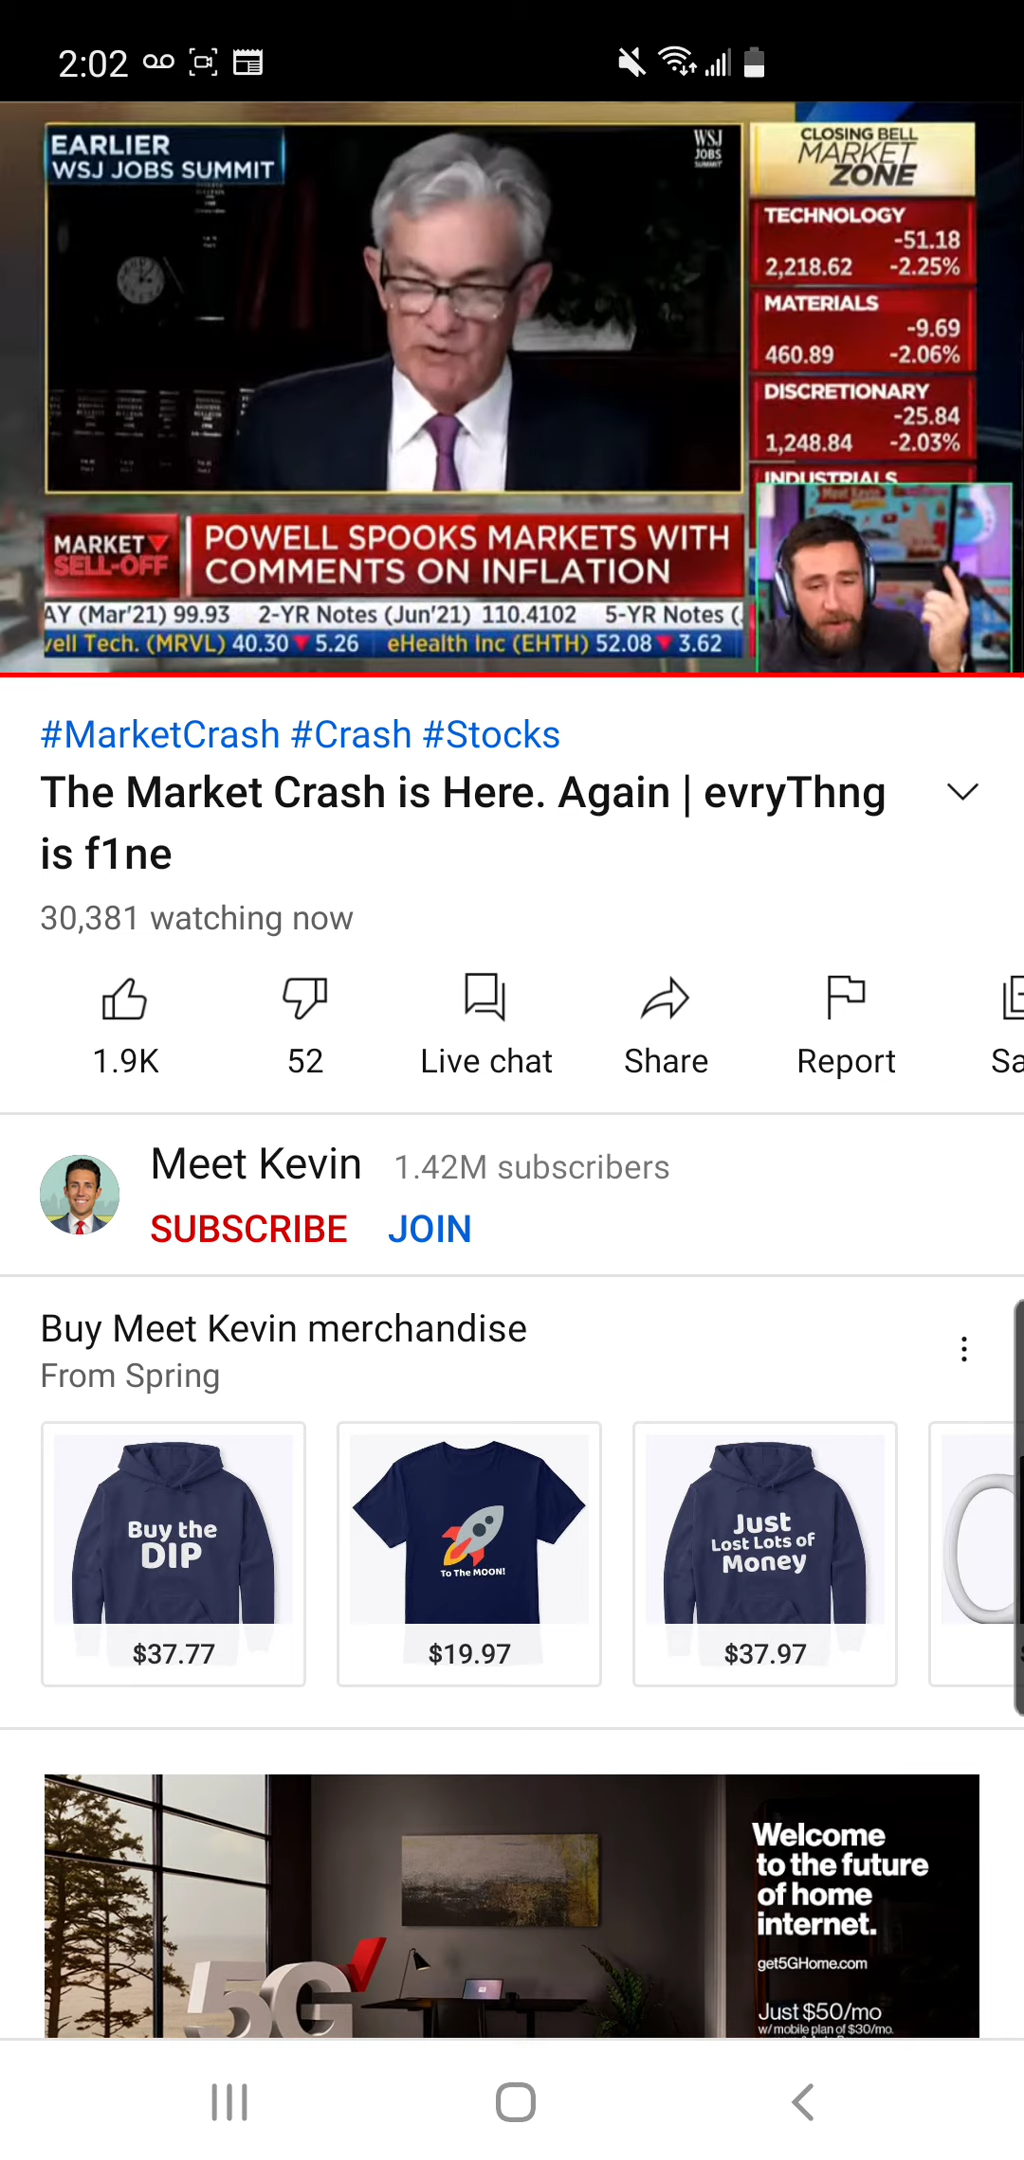 2:02
EARLIER
WSJ JOBS SUMMIT
WSJ
JOBS
SUMMIT
CLOSING BELL
MARKET
ZONE
TECHNOLOGY
-51.18
2,218.62 -2.25%
MATERIALS
-9.69
460.89 -2.06%
DISCRETIONARY
-25.84
1,248.84 -2.03%
INDUSTRIALS
MARKET
SELL-OFF
POWELL SPOOKS MARKETS WITH
COMMENTS ON INFLATION
AY (Mar'21) 99.93 2-YR Notes (Jun'21) 110.4102 5-YR Notes (
vell Tech. (MRVL) 40.30 ▼ 5.26 eHealth Inc (EHTH) 52.08 ▼ 3.62
#MarketCrash #Crash #Stocks
The Market Crash is Here. Again | evryThng
is f1ne
30,381 watching now
1.9K 52 Live chat Share Report Sa
Meet Kevin 1.42M subscribers
SUBSCRIBE JOIN
Buy Meet Kevin merchandise
From Spring
Buy the
DIP
$37.77
To The MOON!
$19.97
Just
Lost Lots of
Money
$37.97
5G
Welcome
to the future
of home
internet.
get5GHome.com
Just $50/mo
w/ mobile plan of $30/mo.